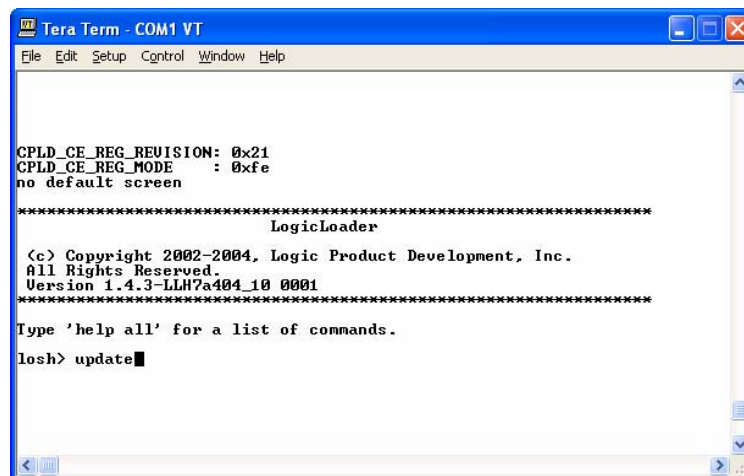 Tera Term - COM1 VT
File Edit Setup Control Window Help
CPLD_CE_REG_REVISION: 0x21
CPLD_CE_REG_MODE    : 0xfe
no default screen
*****************************************************************
LogicLoader
(c) Copyright 2002-2004, Logic Product Development, Inc.
All Rights Reserved.
Version 1.4.3-LLH7a404_10 0001
*****************************************************************
Type 'help all' for a list of commands.
losh> update